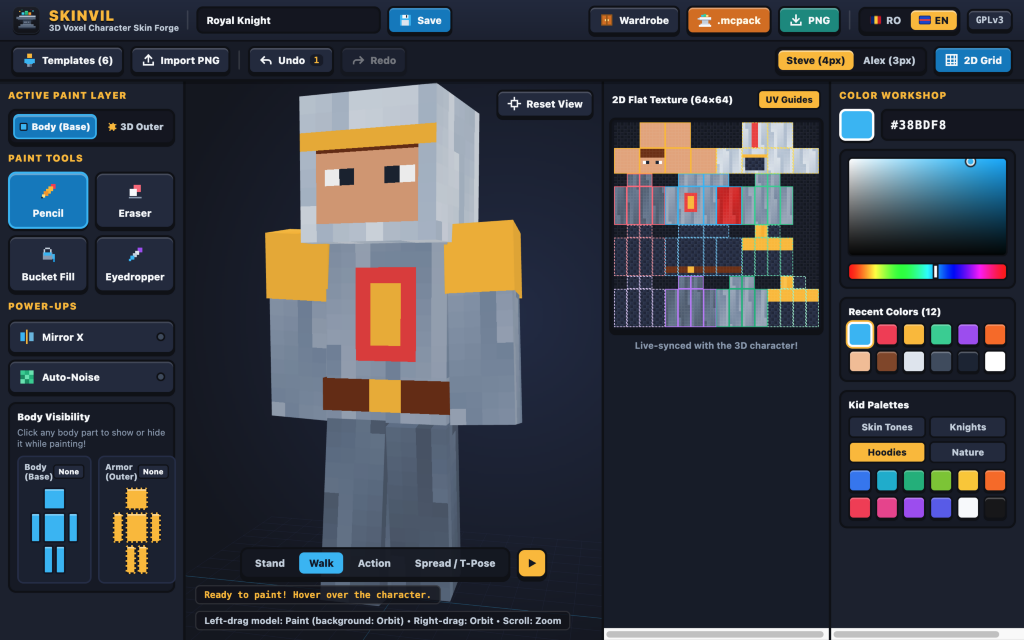 SKINVIL
3D Voxel Character Skin Forge
Royal Knight
Save
Wardrobe
.mcpack
PNG
RO
EN
GPLv3
Templates (6)
Import PNG
Undo 1
Redo
Steve (4px)
Alex (3px)
2D Grid
ACTIVE PAINT LAYER
Body (Base)
3D Outer
PAINT TOOLS
Pencil
Eraser
Bucket Fill
Eyedropper
POWER-UPS
Mirror X
Auto-Noise
Body Visibility
Click any body part to show or hide
it while painting!
Body
(Base)
None
Armor
(Outer)
None
Reset View
Stand
Walk
Action
Spread / T-Pose
Ready to paint! Hover over the character.
Left-drag model: Paint (background: Orbit) • Right-drag: Orbit • Scroll: Zoom
2D Flat Texture (64×64)
UV Guides
Live-synced with the 3D character!
COLOR WORKSHOP
#38BDF8
Recent Colors (12)
Kid Palettes
Skin Tones
Knights
Hoodies
Nature